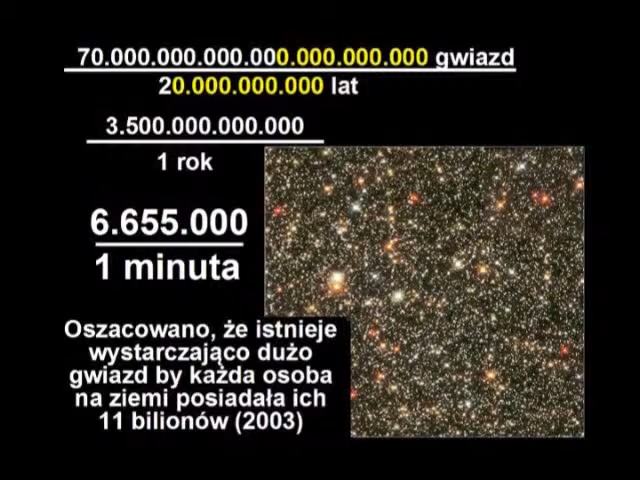 70.000.000.000.000.000.000.000 gwiazd
20.000.000.000 lat
3.500.000.000.000
1 rok
6.655.000
1 minuta
Oszacowano, że istnieje
wystarczająco dużo
gwiazd by każda osoba
na ziemi posiadała ich
11 bilionów (2003)